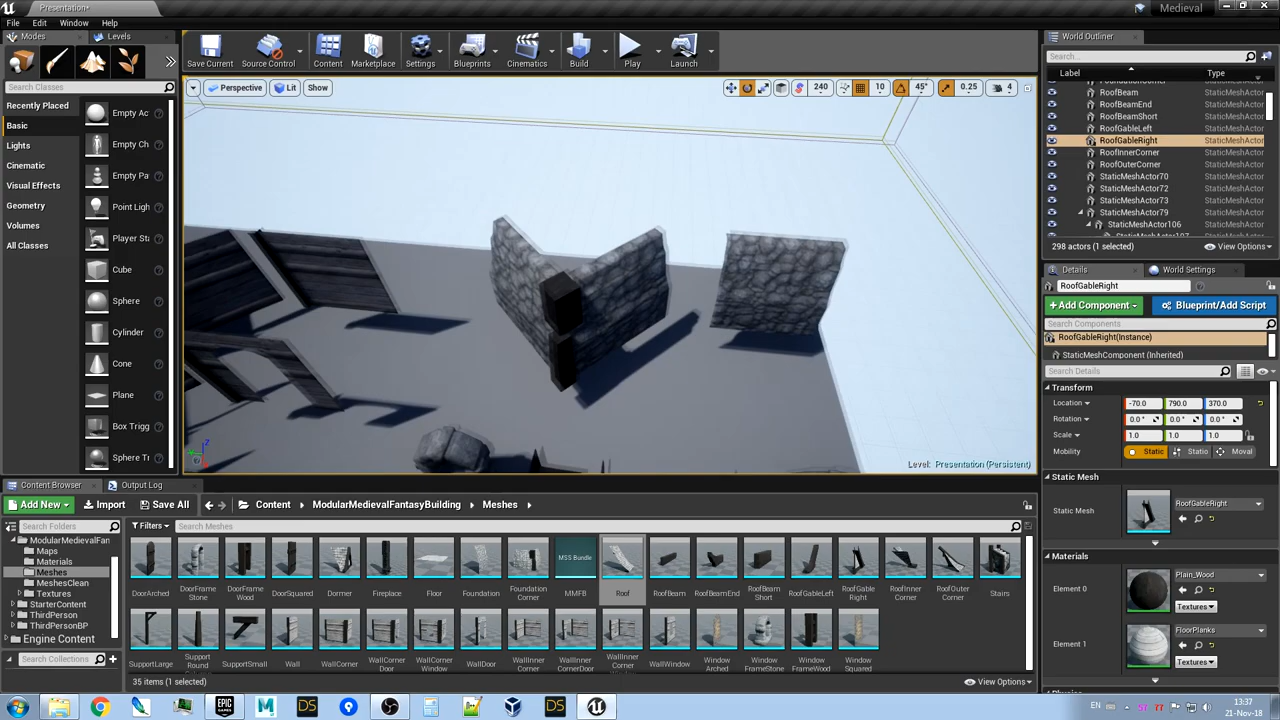 Presentation*
Medieval
File Edit Window Help
Modes Levels
Search Classes
Recently Placed
Basic
Lights
Cinematic
Visual Effects
Geometry
Volumes
All Classes
Empty Ac
Empty Ch
Empty Pa
Point Ligh
Player Sta
Cube
Sphere
Cylinder
Cone
Plane
Box Trigg
Sphere Tr
Save Current Source Control Content Marketplace Settings Blueprints Cinematics Build Play Launch
Perspective Lit Show
240 10 45° 0.25 4
Level: Presentation (Persistent)
World Outliner
Search...
Label Type
RoofBeam StaticMeshActor
RoofBeamEnd StaticMeshActor
RoofBeamShort StaticMeshActor
RoofGableLeft StaticMeshActor
RoofGableRight StaticMeshActor
RoofInnerCorner StaticMeshActor
RoofOuterCorner StaticMeshActor
StaticMeshActor70 StaticMeshActor
StaticMeshActor72 StaticMeshActor
StaticMeshActor73 StaticMeshActor
StaticMeshActor79 StaticMeshActor
StaticMeshActor106 StaticMeshActor
298 actors (1 selected) View Options
Details World Settings
RoofGableRight
+Add Component Blueprint/Add Script
Search Components
RoofGableRight(Instance)
StaticMeshComponent (Inherited)
Search Details
Transform
Location -70.0 790.0 370.0
Rotation 0.0 ° 0.0 ° 0.0 °
Scale 1.0 1.0 1.0
Mobility Static Statio Moval
Static Mesh
Static Mesh RoofGableRight
Materials
Element 0 Plain_Wood
Textures
Element 1 FloorPlanks
Textures
Content Browser Output Log
Add New Import Save All Content ModularMedievalFantasyBuilding Meshes
Search Folders
Filters Search Meshes
ModularMedievalFan
Maps
Materials
Meshes
MeshesClean
Textures
StarterContent
ThirdPerson
ThirdPersonBP
Engine Content
Search Collections
MSS Bundle
DoorArched DoorFrame Stone DoorFrame Wood DoorSquared Dormer Fireplace Floor Foundation Foundation Corner MMFB Roof RoofBeam RoofBeamEnd RoofBeam Short RoofGableLeft RoofGable Right RoofInner Corner RoofOuter Corner Stairs
SupportLarge Support Round SupportSmall Wall WallCorner WallCorner Door WallCorner Window WallDoor WallInner Corner WallInner CornerDoor WallInner Corner WallWindow Window Arched Window FrameStone Window FrameWood Window Squared
35 items (1 selected) View Options
EN 57 77 13:37
21-Nov-18